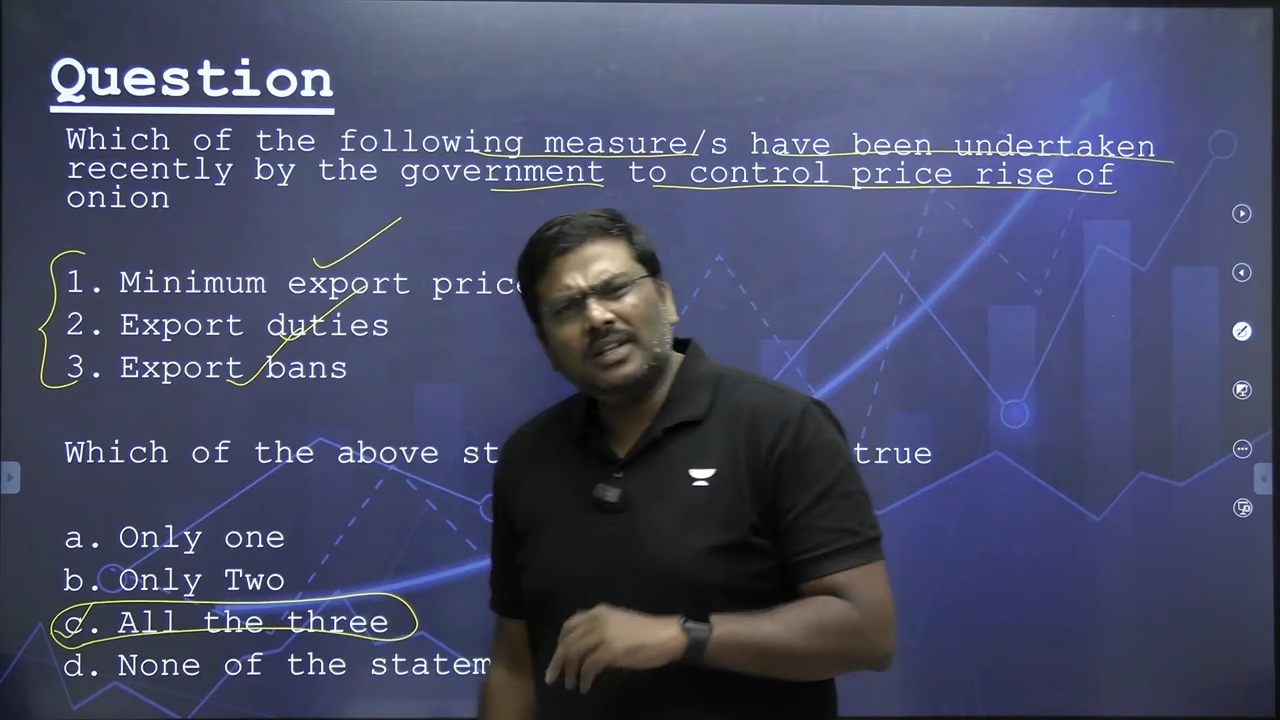 Question
Which of the following measure/s have been undertaken
recently by the government to control price rise of
onion
1. Minimum export price
2. Export duties
3. Export bans
Which of the above true
a. Only one
b. Only Two
c. All the three
d. None of the